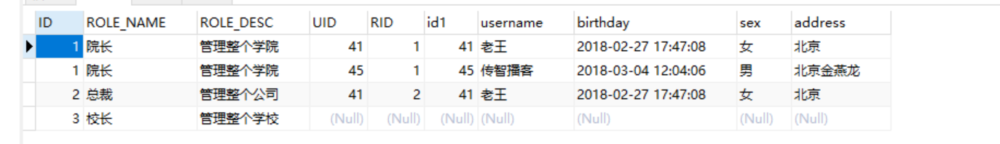 ID ROLE_NAME ROLE_DESC UID RID id1 username birthday sex address
1 院长 管理整个学院 41 1 41 老王 2018-02-27 17:47:08 女 北京
1 院长 管理整个学院 45 1 45 传智播客 2018-03-04 12:04:06 男 北京金燕龙
2 总裁 管理整个公司 41 2 41 老王 2018-02-27 17:47:08 女 北京
3 校长 管理整个学校 (Null) (Null) (Null) (Null) (Null) (Null) (Null)